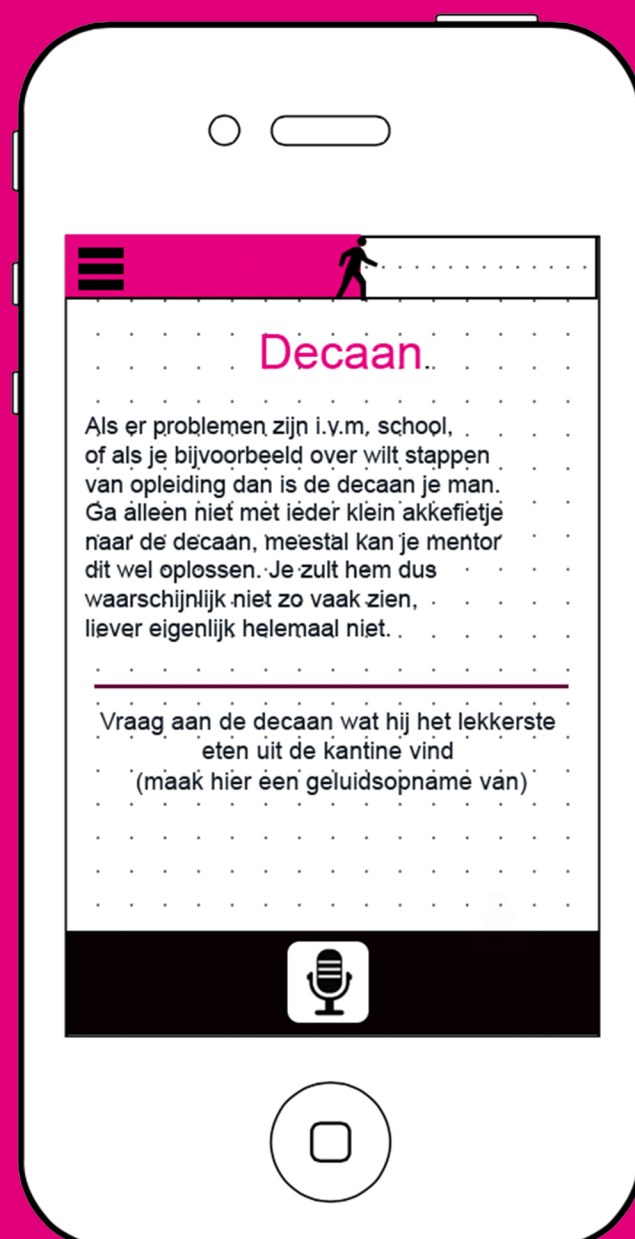 Decaan
Als er problemen zijn i.v.m, school,
of als je bijvoorbeeld over wilt stappen
van opleiding dan is de decaan je man.
Ga alleen niet met ieder klein akkefietje
naar de decaan, meestal kan je mentor
dit wel oplossen. Je zult hem dus
waarschijnlijk niet zo vaak zien,
liever eigenlijk helemaal niet.
Vraag aan de decaan wat hij het lekkerste
eten uit de kantine vind
(maak hier een geluidsopname van)